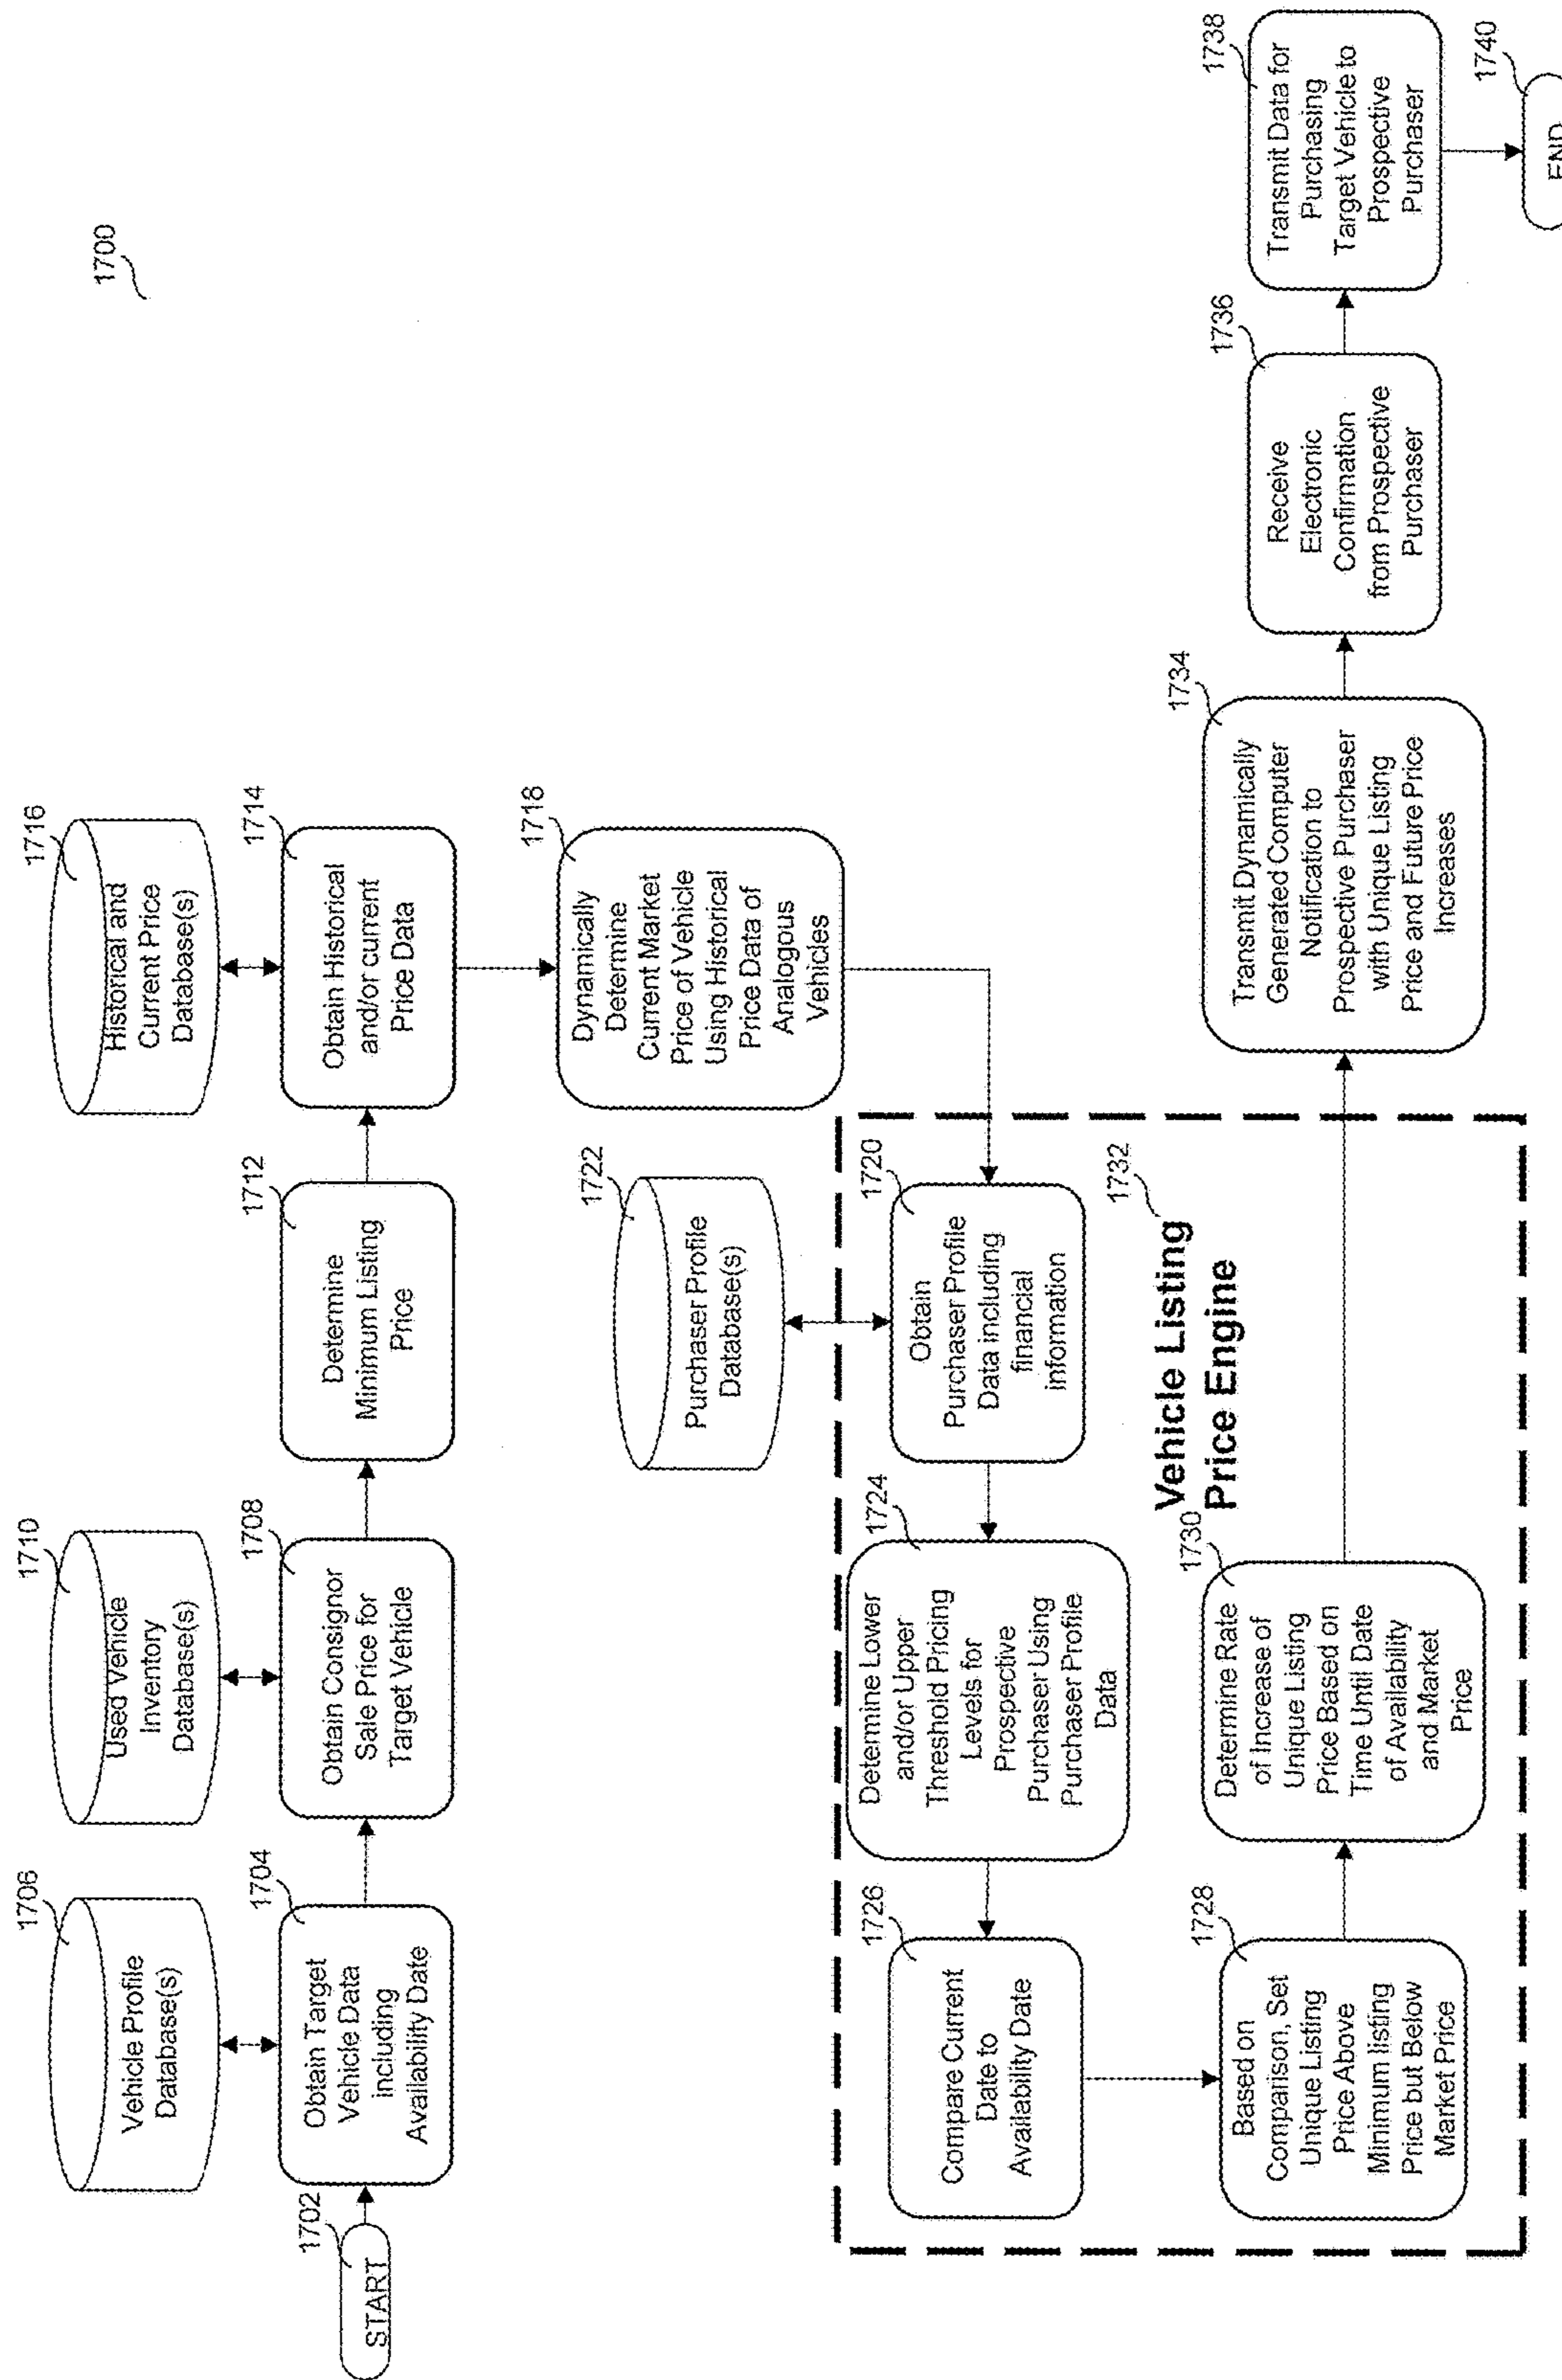 1700
1702
START
1706
Vehicle Profile
Database(s)
1704
Obtain Target
Vehicle Data
including
Availability Date
1710
Used Vehicle
Inventory
Database(s)
1708
Obtain Consignor
Sale Price for
Target Vehicle
1712
Determine
Minimum Listing
Price
1716
Historical and
Current Price
Database(s)
1714
Obtain Historical
and/or current
Price Data
1718
Dynamically
Determine
Current Market
Price of Vehicle
Using Historical
Price Data of
Analogous
Vehicles
1722
Purchaser Profile
Database(s)
1720
Obtain
Purchaser Profile
Data including
financial
information
1724
Determine Lower
and/or Upper
Threshold Pricing
Levels for
Prospective
Purchaser Using
Purchaser Profile
Data
1726
Compare Current
Date to
Availability Date
1728
Based on
Comparison, Set
Unique Listing
Price Above
Minimum listing
Price but Below
Market Price
1730
Determine Rate
of Increase of
Unique Listing
Price Based on
Time Until Date
of Availability
and Market
Price
1732
Vehicle Listing
Price Engine
1734
Transmit Dynamically
Generated Computer
Notification to
Prospective Purchaser
with Unique Listing
Price and Future Price
Increases
1736
Receive
Electronic
Confirmation
from Prospective
Purchaser
1738
Transmit Data for
Purchasing
Target Vehicle to
Prospective
Purchaser
1740
END